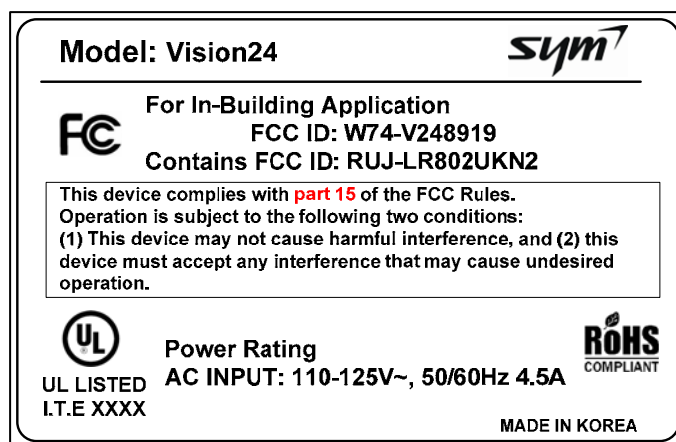 Model: Vision24
sym
FC
For In-Building Application
FCC ID: W74-V248919
Contains FCC ID: RUJ-LR802UKN2
This device complies with part 15 of the FCC Rules.
Operation is subject to the following two conditions:
(1) This device may not cause harmful interference, and (2) this
device must accept any interference that may cause undesired
operation.
UL
UL LISTED
I.T.E XXXX
Power Rating
AC INPUT: 110-125V~, 50/60Hz 4.5A
RoHS
COMPLIANT
MADE IN KOREA